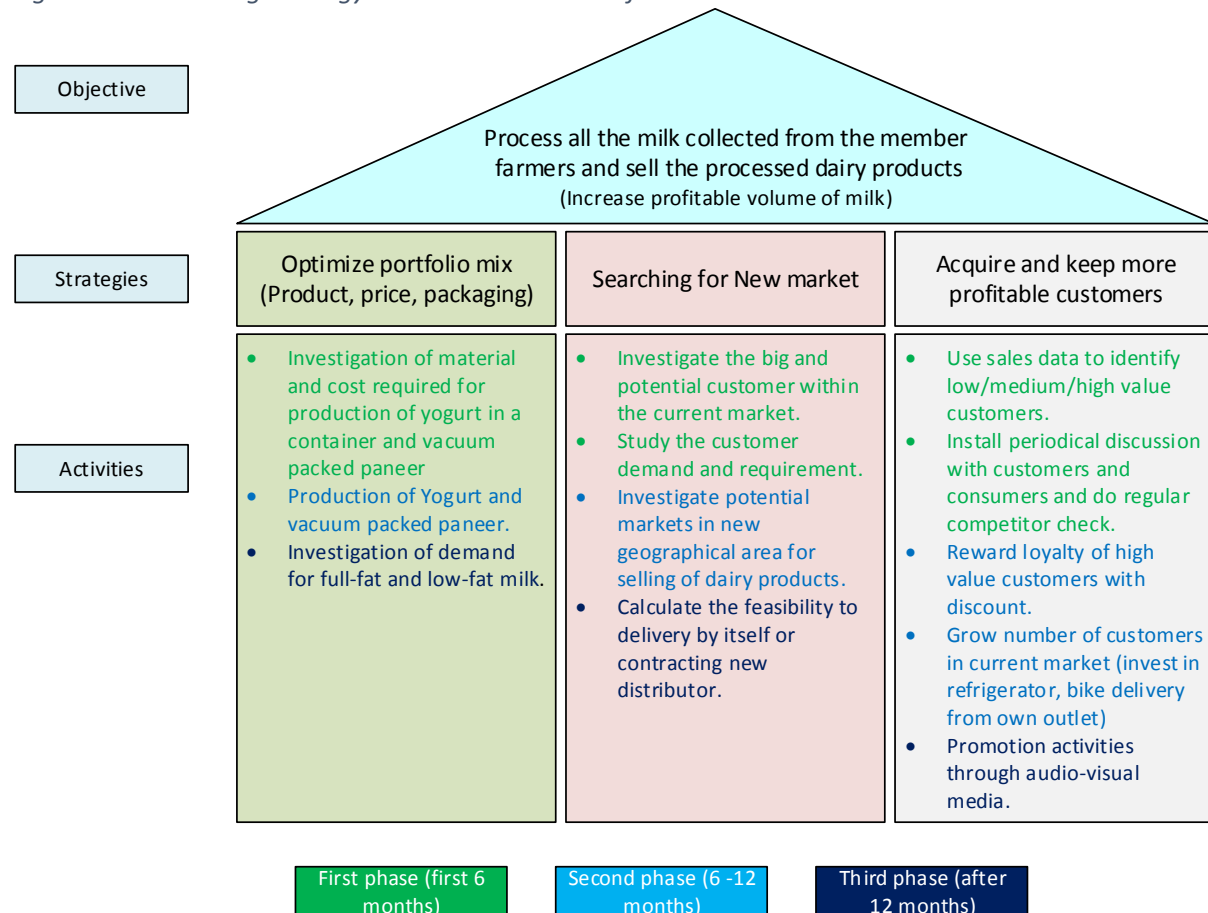 Objective
Process all the milk collected from the member
farmers and sell the processed dairy products
(Increase profitable volume of milk)
Strategies
Optimize portfolio mix
(Product, price, packaging)
Searching for New market
Acquire and keep more
profitable customers
Activities
• Investigation of material
and cost required for
production of yogurt in a
container and vacuum
packed paneer
• Production of Yogurt and
vacuum packed paneer.
• Investigation of demand
for full-fat and low-fat milk.
• Investigate the big and
potential customer within
the current market.
• Study the customer
demand and requirement.
• Investigate potential
markets in new
geographical area for
selling of dairy products.
• Calculate the feasibility to
delivery by itself or
contracting new
distributor.
• Use sales data to identify
low/medium/high value
customers.
• Install periodical discussion
with customers and
consumers and do regular
competitor check.
• Reward loyalty of high
value customers with
discount.
• Grow number of customers
in current market (invest in
refrigerator, bike delivery
from own outlet)
• Promotion activities
through audio-visual
media.
First phase (first 6
months)
Second phase (6 -12
months)
Third phase (after
12 months)